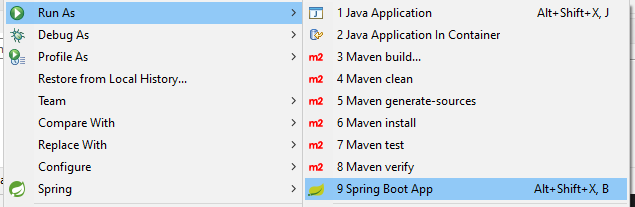 Run As
Debug As
Profile As
Restore from Local History...
Team
Compare With
Replace With
Configure
Spring
1 Java Application Alt+Shift+X, J
2 Java Application In Container
m2 3 Maven build...
m2 4 Maven clean
m2 5 Maven generate-sources
m2 6 Maven install
m2 7 Maven test
m2 8 Maven verify
9 Spring Boot App Alt+Shift+X, B